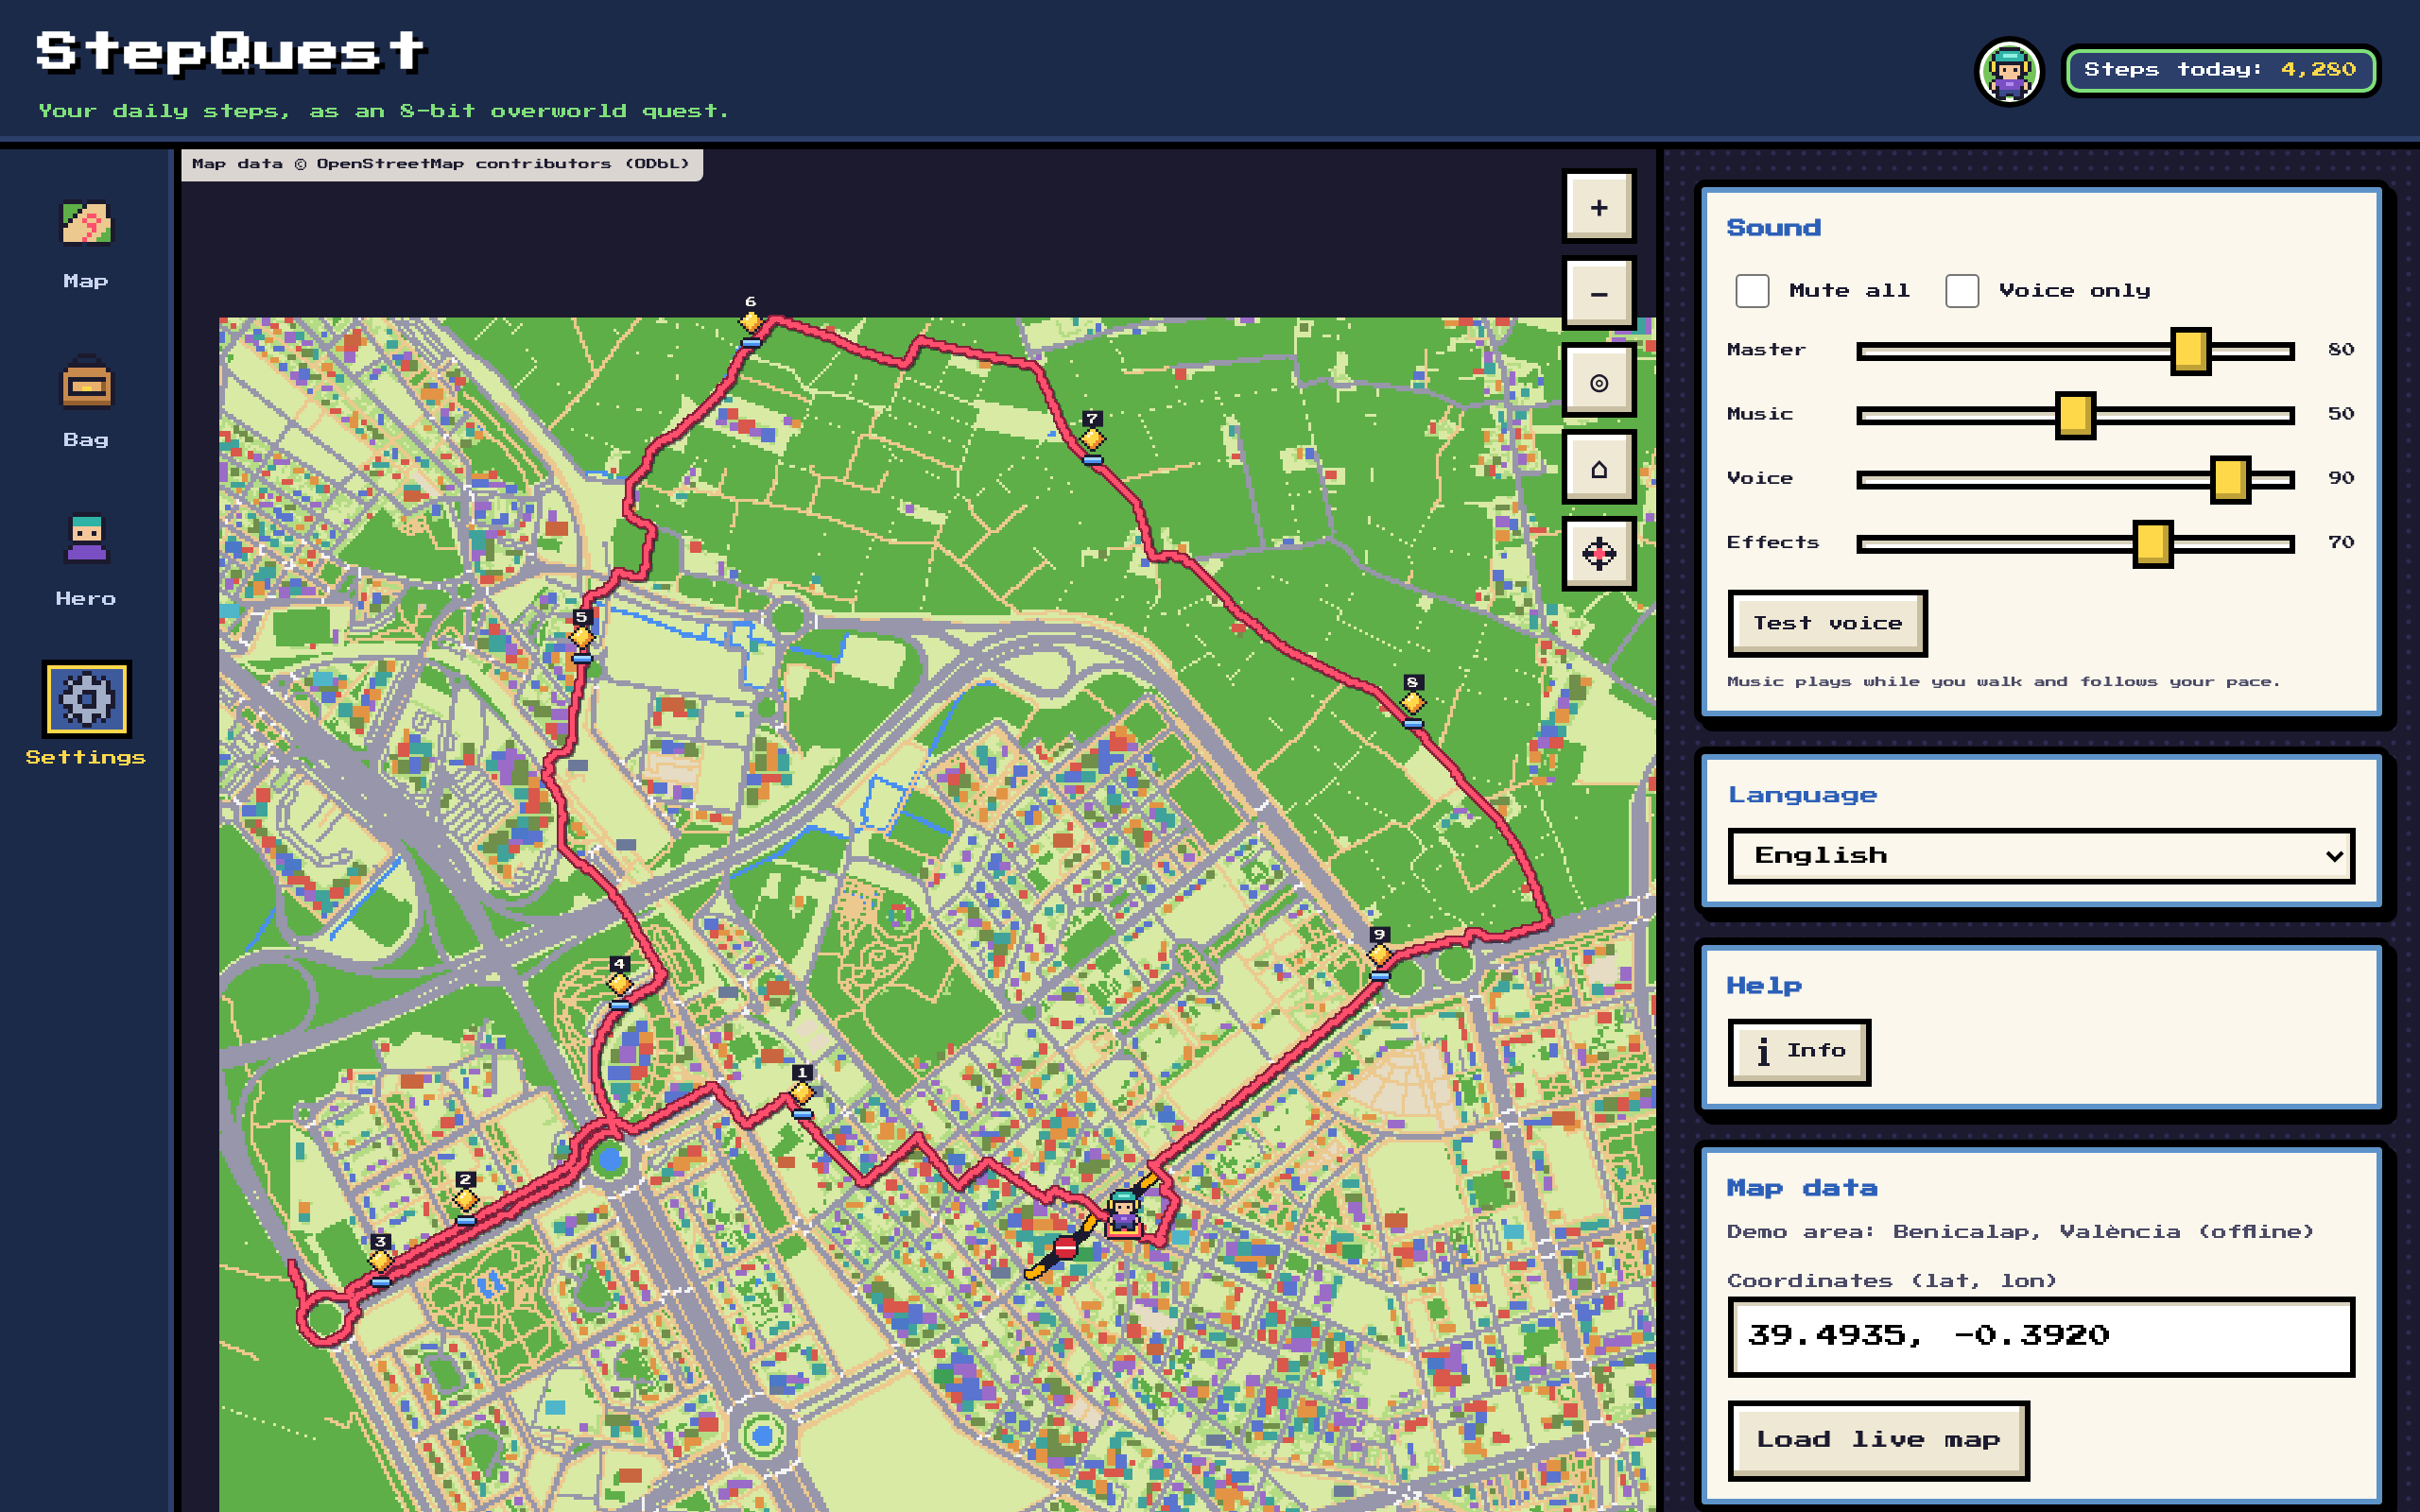 StepQuest
Your daily steps, as an 8-bit overworld quest.
Steps today: 4,280
Map
Bag
Hero
Settings
Map data © OpenStreetMap contributors (ODbL)
+
−
6
7
5
8
9
4
1
2
3
Sound
Mute all
Voice only
Master 80
Music 50
Voice 90
Effects 70
Test voice
Music plays while you walk and follows your pace.
Language
English
Help
i Info
Map data
Demo area: Benicalap, València (offline)
Coordinates (lat, lon)
39.4935, -0.3920
Load live map